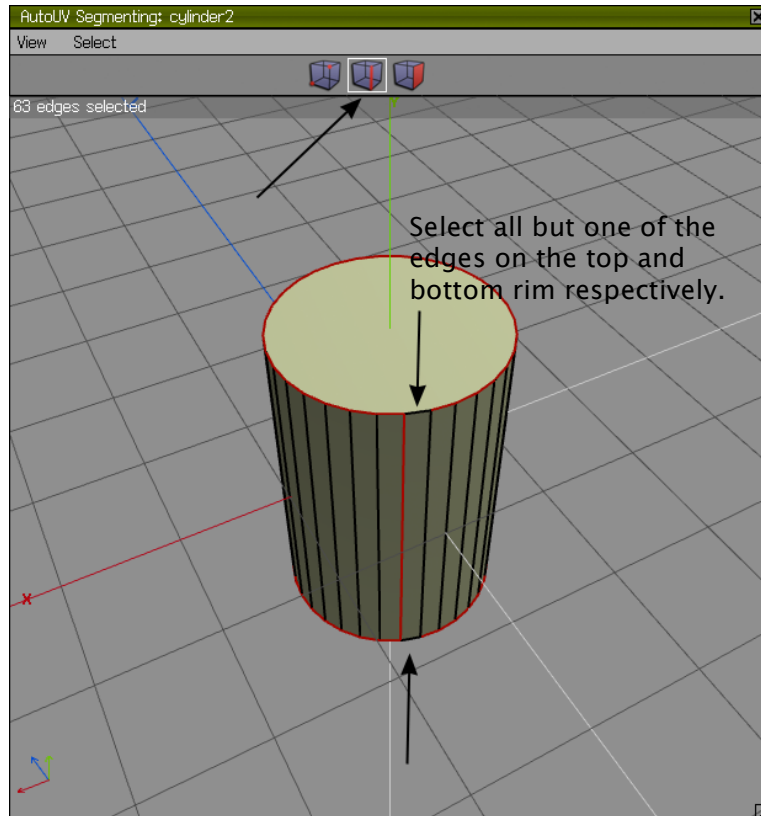 AutoUV Segmenting: cylinder2
View Select
63 edges selected
Y
Select all but one of the
edges on the top and
bottom rim respectively.
X